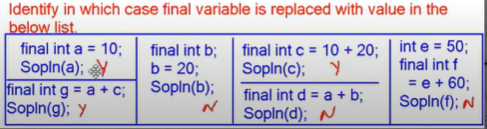 Identify in which case final variable is replaced with value in the
below list.
final int a = 10;
Sopln(a); Y
final int g = a + c;
Sopln(g); Y
final int b;
b = 20;
Sopln(b);
N
final int c = 10 + 20;
Sopln(c); Y
final int d = a + b;
Sopln(d); N
int e = 50;
final int f
= e + 60;
Sopln(f); N